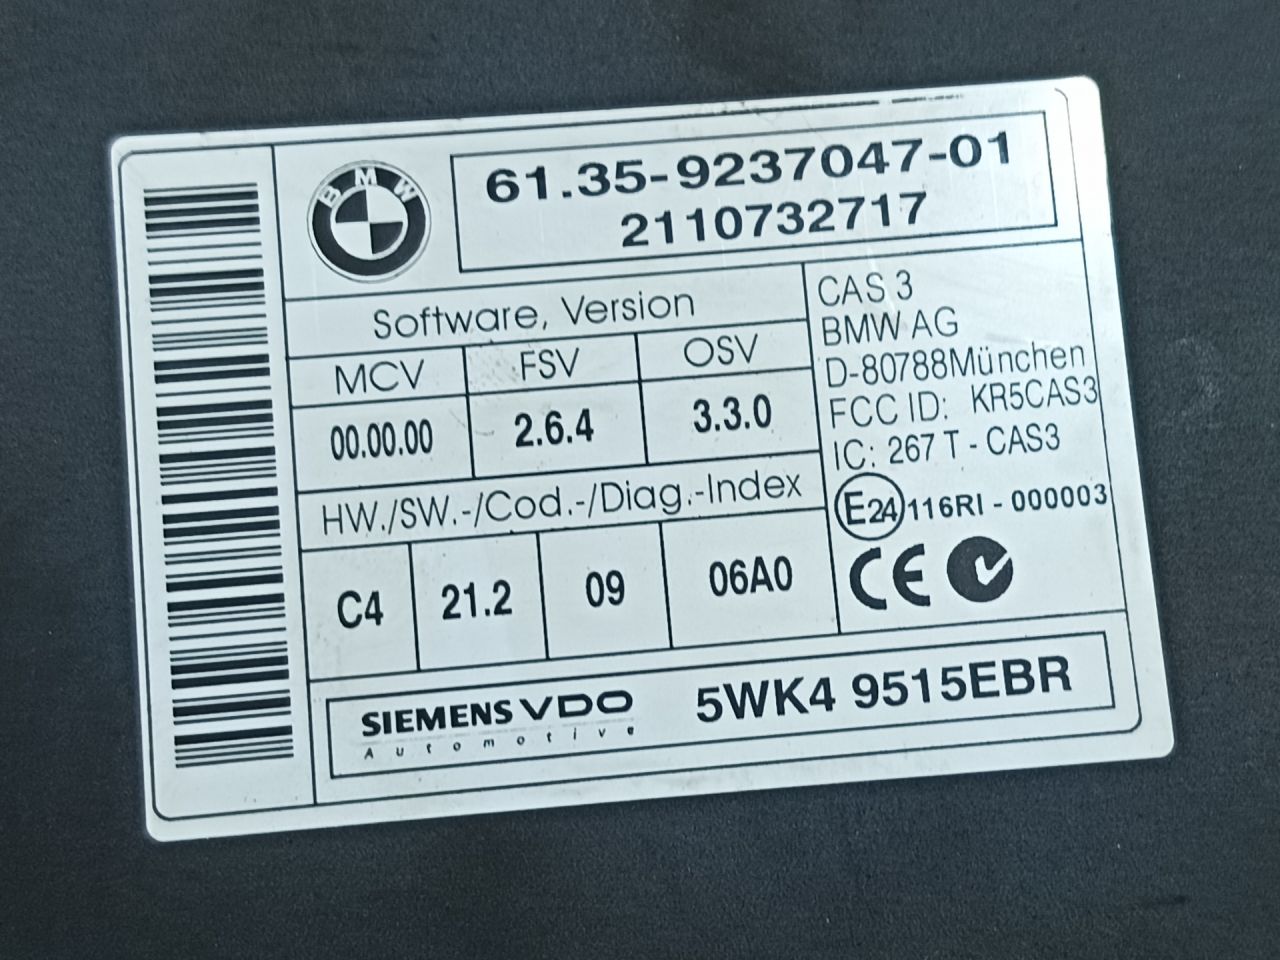 BMW
61.35-9237047-01
2110732717
Software, Version
MCV FSV OSV
00.00.00 2.6.4 3.3.0
HW./SW.-/Cod.-/Diag.-Index
C4 21.2 09 06A0
CAS 3
BMW AG
D-80788München
FCC ID: KR5CAS3
IC: 267 T - CAS3
E24 116RI - 000003
CE
SIEMENS VDO
Automotive
5WK4 9515EBR